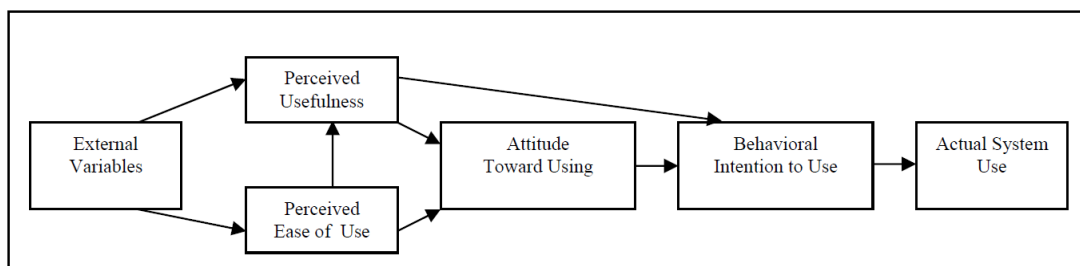 Perceived
Usefulness
External
Variables
Perceived
Ease of Use
Attitude
Toward Using
Behavioral
Intention to Use
Actual System
Use